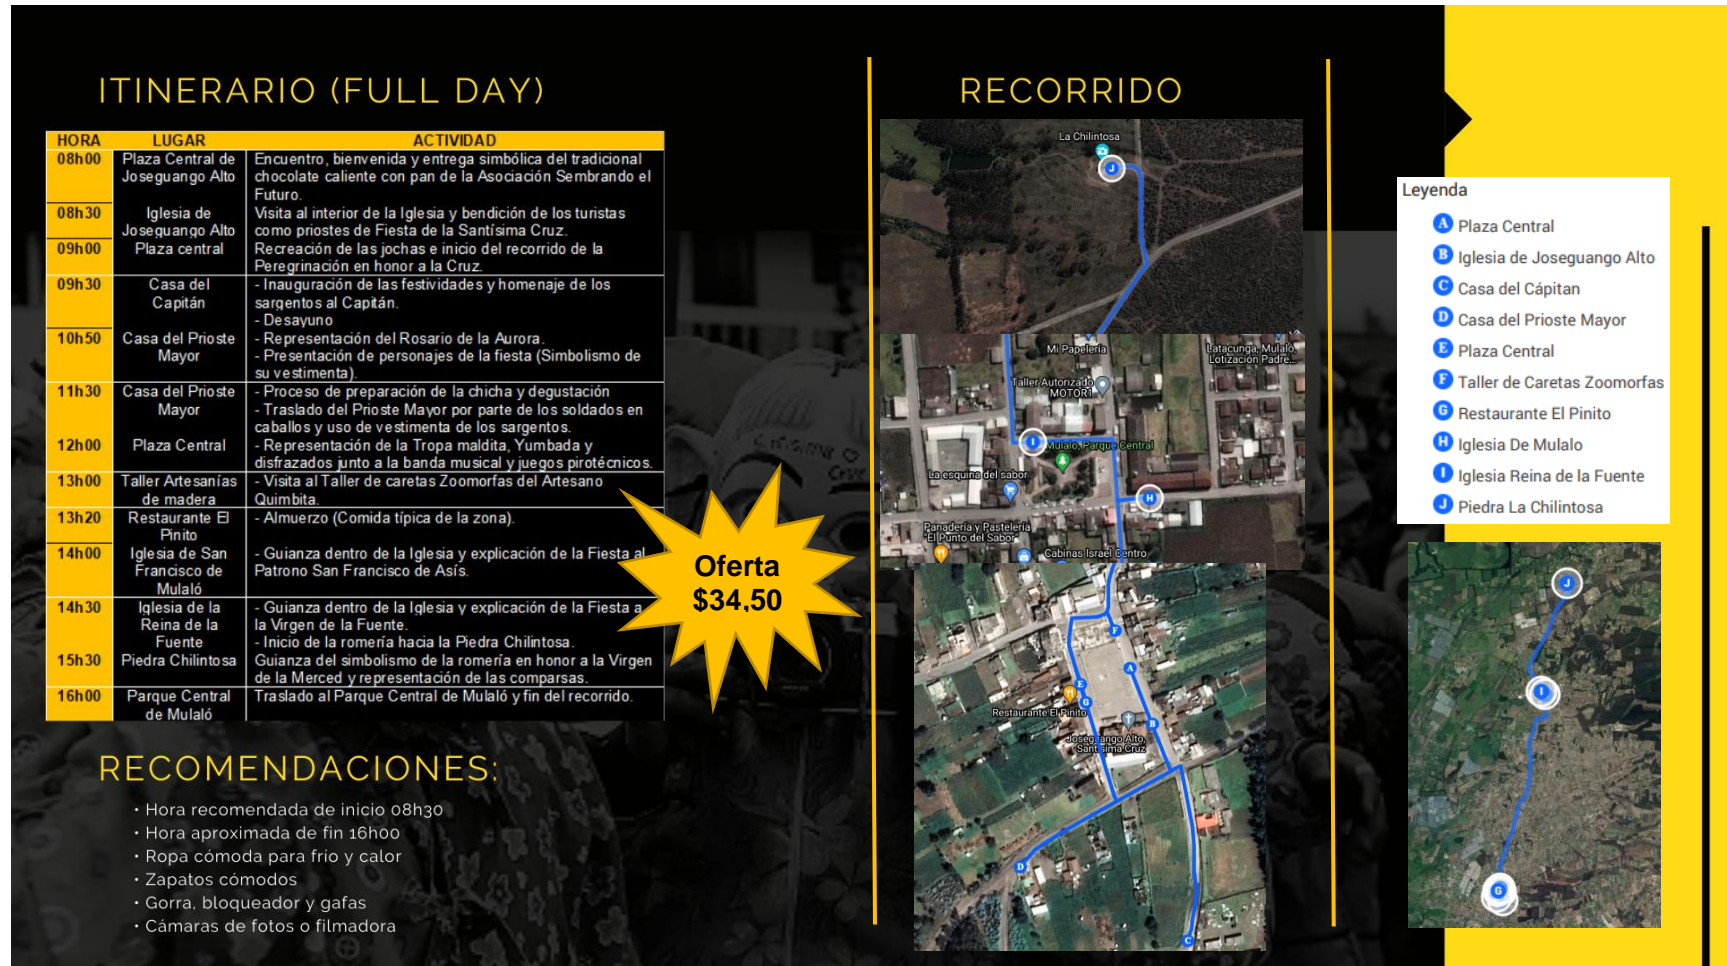 ITINERARIO (FULL DAY)
HORA LUGAR ACTIVIDAD
08h00 Plaza Central de Encuentro, bienvenida y entrega simbólica del tradicional
Joseguango Alto chocolate caliente con pan de la Asociación Sembrando el
Futuro.
08h30 Iglesia de Visita al interior de la Iglesia y bendición de los turistas
Joseguango Alto como priostes de Fiesta de la Santísima Cruz.
09h00 Plaza central Recreación de las jochas e inicio del recorrido de la
Peregrinación en honor a la Cruz.
09h30 Casa del - Inauguración de las festividades y homenaje de los
Capitán sargentos al Capitán.
- Desayuno
10h50 Casa del Prioste - Representación del Rosario de la Aurora.
Mayor - Presentación de personajes de la fiesta (Simbolismo de
su vestimenta).
11h30 Casa del Prioste - Proceso de preparación de la chicha y degustación
Mayor - Traslado del Prioste Mayor por parte de los soldados en
caballos y uso de vestimenta de los sargentos.
12h00 Plaza Central - Representación de la Tropa maldita, Yumbada y
disfrazados junto a la banda musical y juegos pirotécnicos.
13h00 Taller Artesanías - Visita al Taller de caretas Zoomorfas del Artesano
de madera Quimbita.
13h20 Restaurante El - Almuerzo (Comida típica de la zona).
Pinito
14h00 Iglesia de San - Guianza dentro de la Iglesia y explicación de la Fiesta al
Francisco de Patrono San Francisco de Asís.
Mulaló
14h30 Iglesia de la - Guianza dentro de la Iglesia y explicación de la Fiesta a
Reina de la la Virgen de la Fuente.
Fuente - Inicio de la romería hacia la Piedra Chilintosa.
15h30 Piedra Chilintosa Guianza del simbolismo de la romería en honor a la Virgen
de la Merced y representación de las comparsas.
16h00 Parque Central Traslado al Parque Central de Mulaló y fin del recorrido.
de Mulaló
Oferta
$34,50
RECOMENDACIONES:
• Hora recomendada de inicio 08h30
• Hora aproximada de fin 16h00
• Ropa cómoda para frío y calor
• Zapatos cómodos
• Gorra, bloqueador y gafas
• Cámaras de fotos o filmadora
RECORRIDO
La Chilintosa
J
Mi Papelería
Latacunga, Mulaló,
Lotización Padre...
Taller Autorizado
MOTOR1
I
Mulaló, Parque Central
La esquina del sabor
H
Panadería y Pastelería
"El Punto del Sabor"
Cabinas Israel Centro
F
A
E
G
Restaurante El Pinito
B
Joseguango Alto,
Santísima Cruz
D
C
Leyenda
A Plaza Central
B Iglesia de Joseguango Alto
C Casa del Cápitan
D Casa del Prioste Mayor
E Plaza Central
F Taller de Caretas Zoomorfas
G Restaurante El Pinito
H Iglesia De Mulalo
I Iglesia Reina de la Fuente
J Piedra La Chilintosa
J
I
G